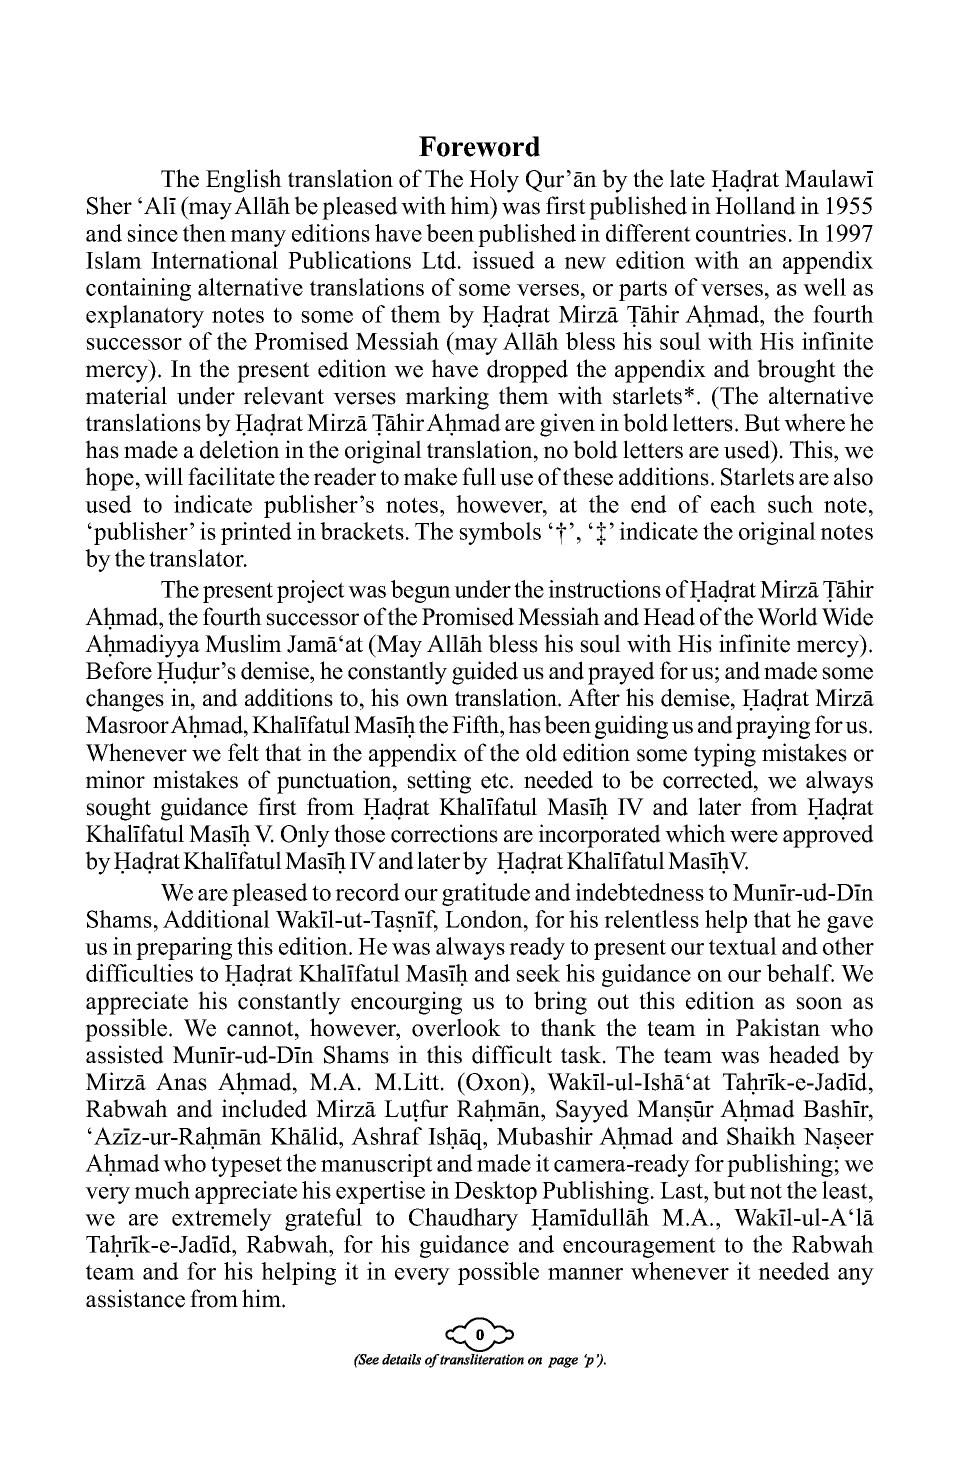 Foreword
The English translation of The Holy Qur’ān by the late Ḥaḍrat Maulawī
Sher ‘Alī (may Allāh be pleased with him) was first published in Holland in 1955
and since then many editions have been published in different countries. In 1997
Islam International Publications Ltd. issued a new edition with an appendix
containing alternative translations of some verses, or parts of verses, as well as
explanatory notes to some of them by Ḥaḍrat Mirzā Ṭāhir Aḥmad, the fourth
successor of the Promised Messiah (may Allāh bless his soul with His infinite
mercy). In the present edition we have dropped the appendix and brought the
material under relevant verses marking them with starlets*. (The alternative
translations by Ḥaḍrat Mirzā Ṭāhir Aḥmad are given in bold letters. But where he
has made a deletion in the original translation, no bold letters are used). This, we
hope, will facilitate the reader to make full use of these additions. Starlets are also
used to indicate publisher’s notes, however, at the end of each such note,
‘publisher’ is printed in brackets. The symbols ‘†’, ‘‡’ indicate the original notes
by the translator.
The present project was begun under the instructions of Ḥaḍrat Mirzā Ṭāhir
Aḥmad, the fourth successor of the Promised Messiah and Head of the World Wide
Aḥmadiyya Muslim Jamā‘at (May Allāh bless his soul with His infinite mercy).
Before Ḥuḍur’s demise, he constantly guided us and prayed for us; and made some
changes in, and additions to, his own translation. After his demise, Ḥaḍrat Mirzā
Masroor Aḥmad, Khalīfatul Masīḥ the Fifth, has been guiding us and praying for us.
Whenever we felt that in the appendix of the old edition some typing mistakes or
minor mistakes of punctuation, setting etc. needed to be corrected, we always
sought guidance first from Ḥaḍrat Khalīfatul Masīḥ IV and later from Ḥaḍrat
Khalīfatul Masīḥ V. Only those corrections are incorporated which were approved
by Ḥaḍrat Khalīfatul Masīḥ IV and later by Ḥaḍrat Khalīfatul Masīḥ V.
We are pleased to record our gratitude and indebtedness to Munīr-ud-Dīn
Shams, Additional Wakīl-ut-Taṣnīf, London, for his relentless help that he gave
us in preparing this edition. He was always ready to present our textual and other
difficulties to Ḥaḍrat Khalīfatul Masīḥ and seek his guidance on our behalf. We
appreciate his constantly encourging us to bring out this edition as soon as
possible. We cannot, however, overlook to thank the team in Pakistan who
assisted Munīr-ud-Dīn Shams in this difficult task. The team was headed by
Mirzā Anas Aḥmad, M.A. M.Litt. (Oxon), Wakīl-ul-Ishā‘at Taḥrīk-e-Jadīd,
Rabwah and included Mirzā Luṭfur Raḥmān, Sayyed Manṣūr Aḥmad Bashīr,
‘Azīz-ur-Raḥmān Khālid, Ashraf Isḥāq, Mubashir Aḥmad and Shaikh Naṣeer
Aḥmad who typeset the manuscript and made it camera-ready for publishing; we
very much appreciate his expertise in Desktop Publishing. Last, but not the least,
we are extremely grateful to Chaudhary Ḥamīdullāh M.A., Wakīl-ul-A‘lā
Taḥrīk-e-Jadīd, Rabwah, for his guidance and encouragement to the Rabwah
team and for his helping it in every possible manner whenever it needed any
assistance from him.
0
(See details of transliteration on page ‘p’).